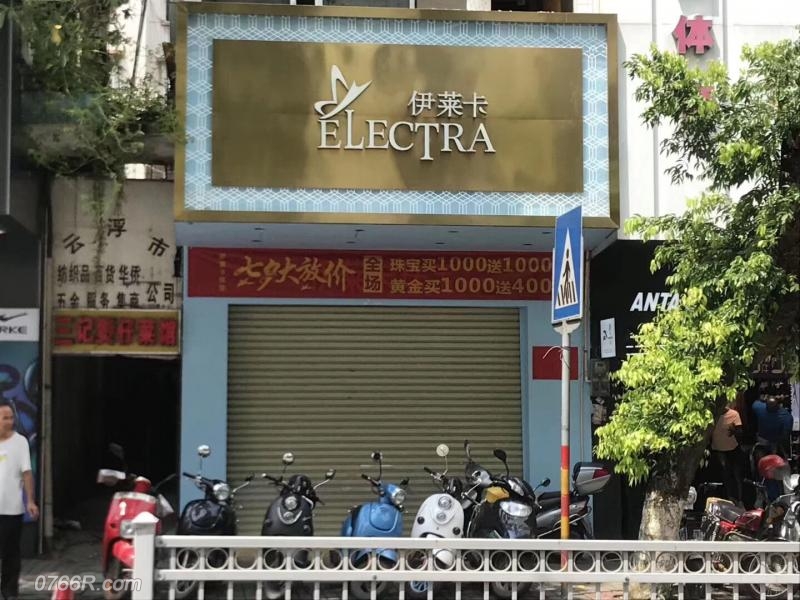 体
伊莱卡
ELECTRA
云浮市
纺织品 百货华侨
五金 服务 集商 公司
七夕大放价 全场 珠宝买1000送1000
黄金买1000送400
ANTA
RKE
0766R.com